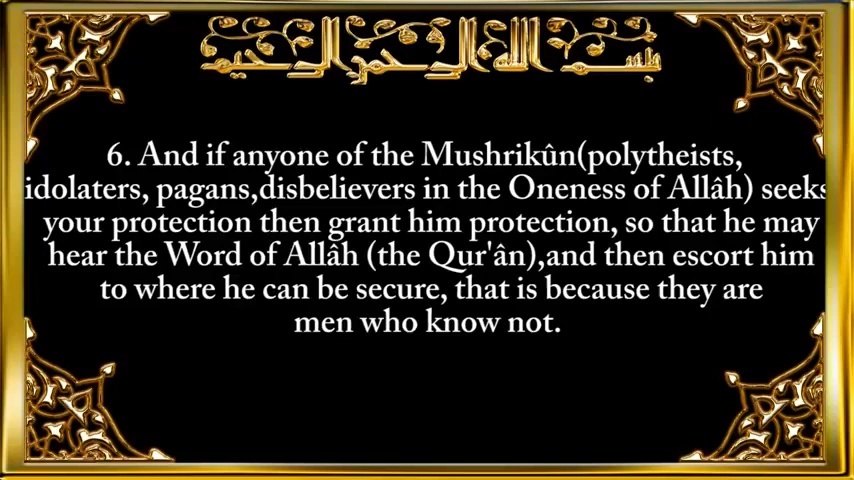 بسم الله الرحمن الرحيم
6. And if anyone of the Mushrikûn(polytheists,
idolaters, pagans,disbelievers in the Oneness of Allâh) seeks
your protection then grant him protection, so that he may
hear the Word of Allâh (the Qur'ân),and then escort him
to where he can be secure, that is because they are
men who know not.